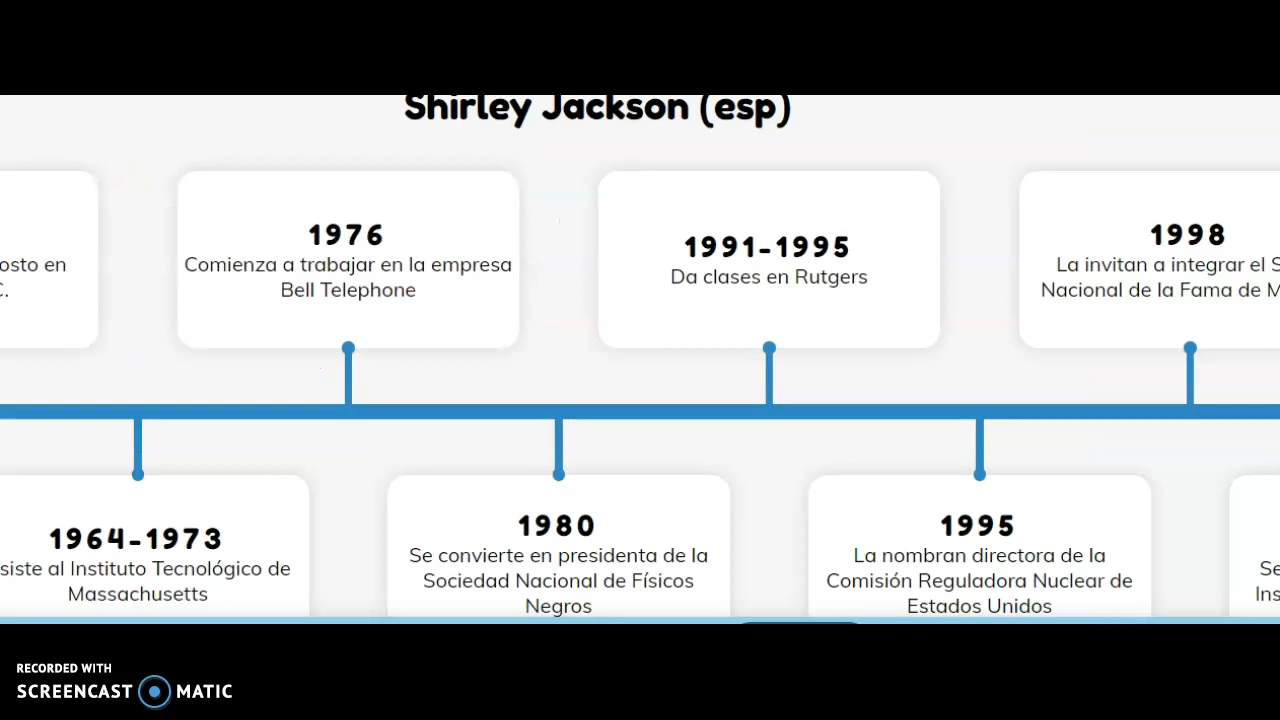 Shirley Jackson (esp)
osto en
C.
1976
Comienza a trabajar en la empresa
Bell Telephone
1991-1995
Da clases en Rutgers
1998
La invitan a integrar el S
Nacional de la Fama de M
1964-1973
siste al Instituto Tecnológico de
Massachusetts
1980
Se convierte en presidenta de la
Sociedad Nacional de Físicos
Negros
1995
La nombran directora de la
Comisión Reguladora Nuclear de
Estados Unidos
Se
Ins
RECORDED WITH
SCREENCAST MATIC